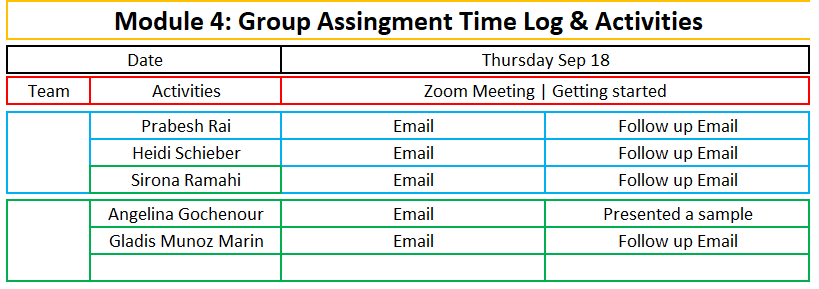 Module 4: Group Assingment Time Log & Activities
Date Thursday Sep 18
Team Activities Zoom Meeting | Getting started
Prabesh Rai Email Follow up Email
Heidi Schieber Email Follow up Email
Sirona Ramahi Email Follow up Email
Angelina Gochenour Email Presented a sample
Gladis Munoz Marin Email Follow up Email